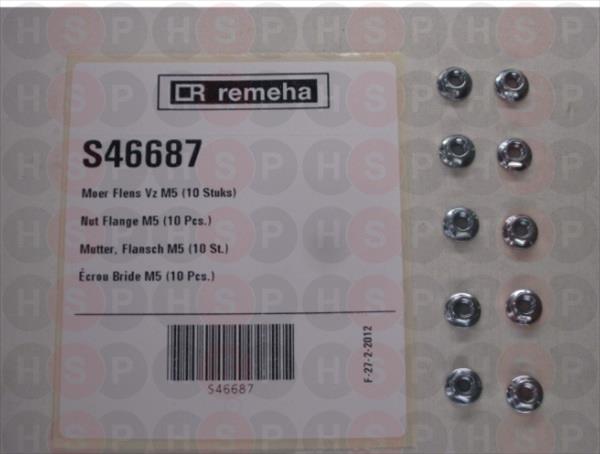 remeha
S46687
Moer Flens Vz M5 (10 Stuks)
Nut Flange M5 (10 Pcs.)
Mutter, Flansch M5 (10 St.)
Écrou Bride M5 (10 Pcs.)
S46687
F-27-2-2012
HSP